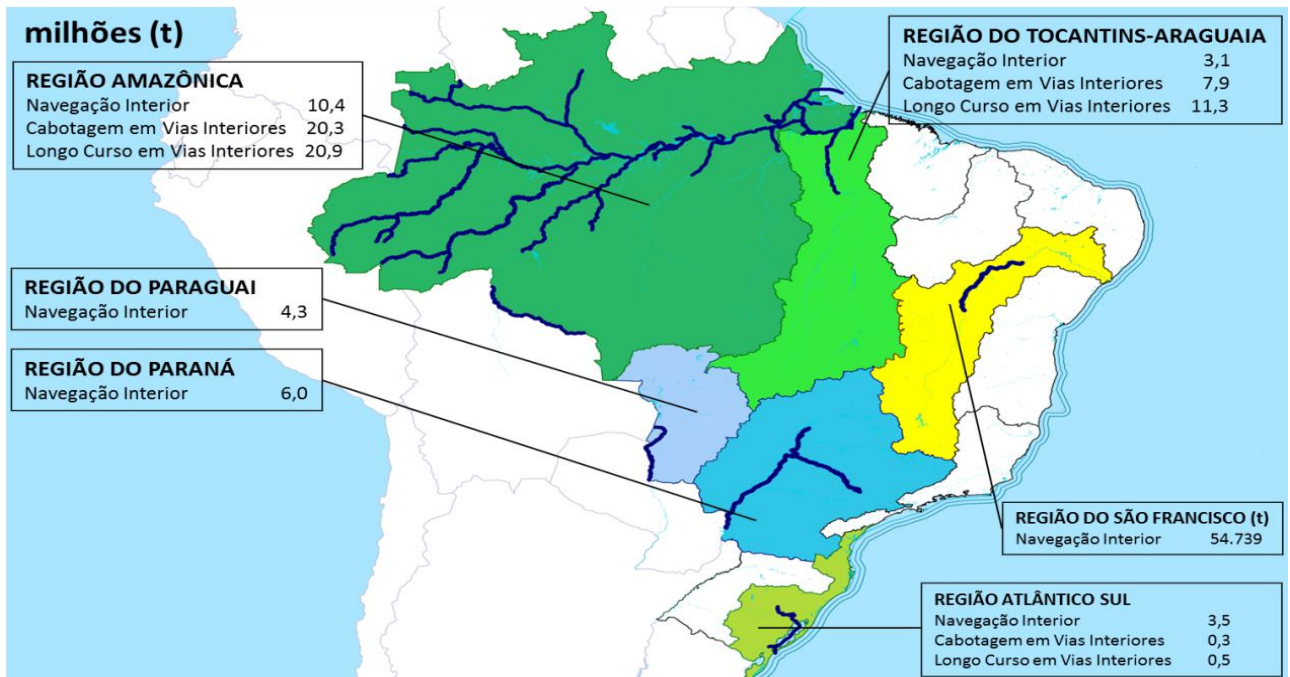 milhões (t)
REGIÃO AMAZÔNICA
Navegação Interior 10,4
Cabotagem em Vias Interiores 20,3
Longo Curso em Vias Interiores 20,9
REGIÃO DO TOCANTINS-ARAGUAIA
Navegação Interior 3,1
Cabotagem em Vias Interiores 7,9
Longo Curso em Vias Interiores 11,3
REGIÃO DO PARAGUAI
Navegação Interior 4,3
REGIÃO DO PARANÁ
Navegação Interior 6,0
REGIÃO DO SÃO FRANCISCO (t)
Navegação Interior 54.739
REGIÃO ATLÂNTICO SUL
Navegação Interior 3,5
Cabotagem em Vias Interiores 0,3
Longo Curso em Vias Interiores 0,5